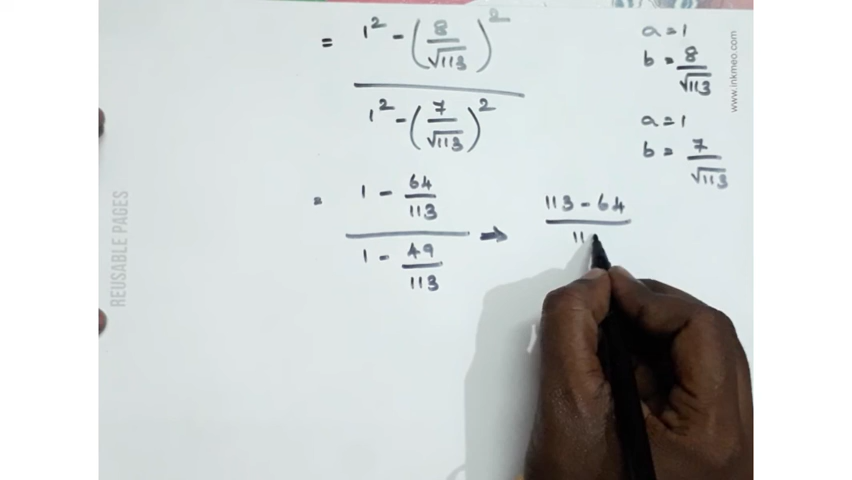 = 1² - (8/√113)² / 1² - (7/√113)²
a = 1
b = 8/√113
a = 1
b = 7/√113
= 1 - 64/113 / 1 - 49/113 → 113 - 64 / 11
REUSABLE PAGES
www.inkmeo.com